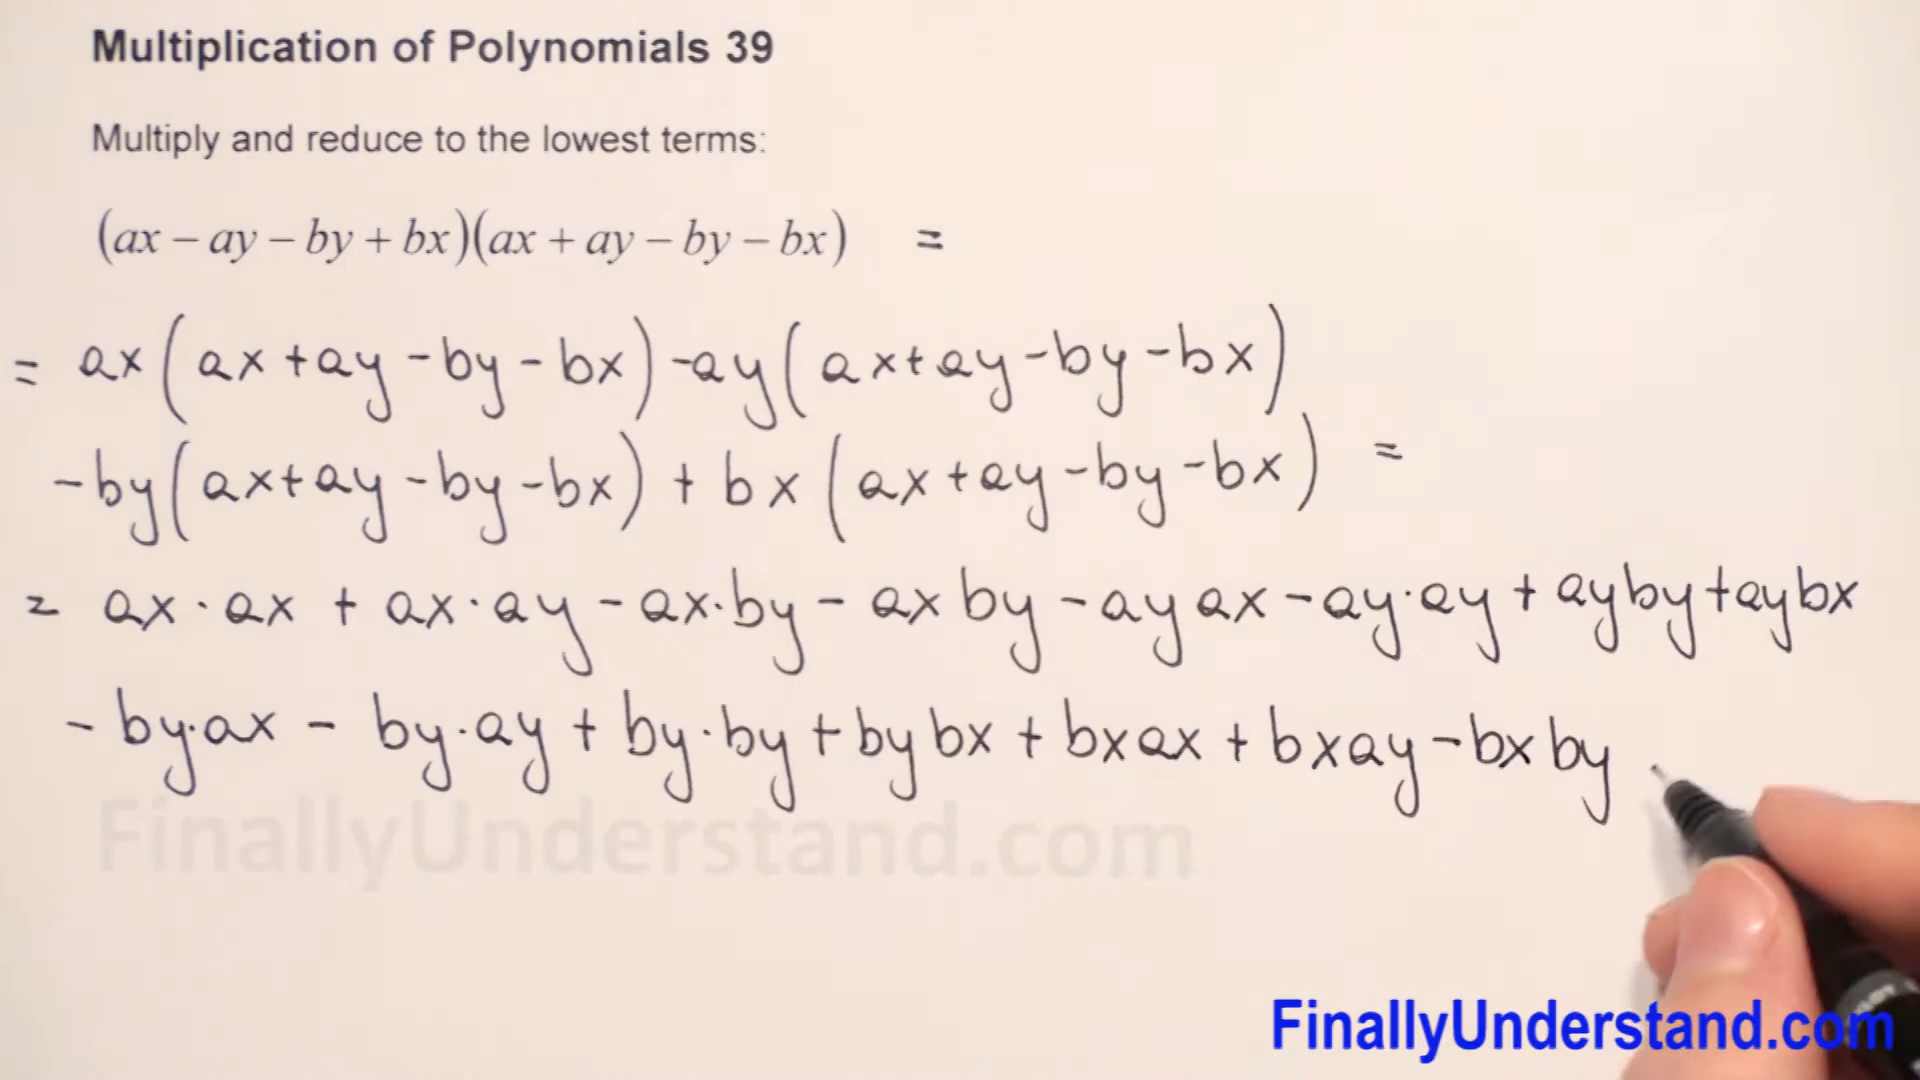 Multiplication of Polynomials 39
Multiply and reduce to the lowest terms:
(ax − ay − by + bx)(ax + ay − by − bx) =
= ax(ax + ay - by - bx) - ay(ax + ay - by - bx)
- by(ax + ay - by - bx) + bx(ax + ay - by - bx) =
= ax · ax + ax · ay - ax · by - ax by - ay ax - ay · ay + ay by + ay bx
- by · ax - by · ay + by · by + by bx + bx ax + bx ay - bx by
FinallyUnderstand.com
FinallyUnderstand.com